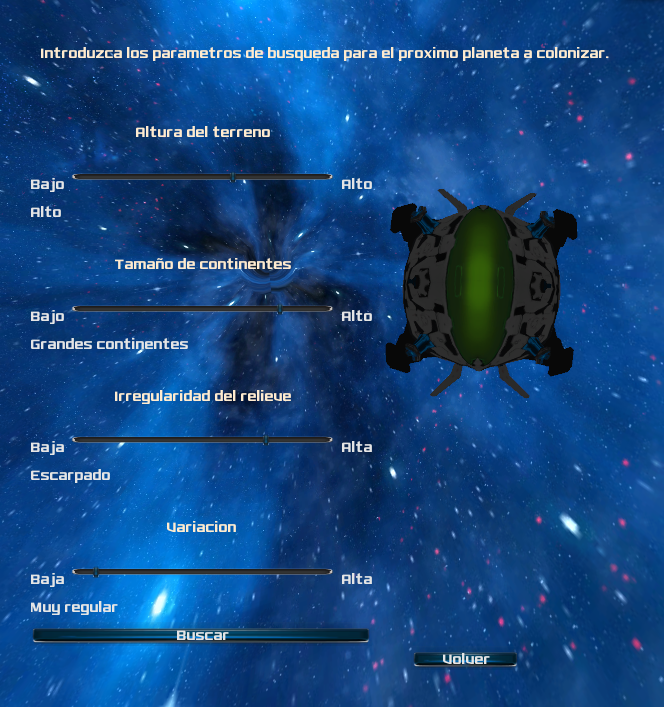 Introduzca los parametros de busqueda para el proximo planeta a colonizar.
Altura del terreno
Bajo Alto
Alto
Tamaño de continentes
Bajo Alto
Grandes continentes
Irregularidad del relieve
Baja Alta
Escarpado
Variacion
Baja Alta
Muy regular
Buscar
Volver